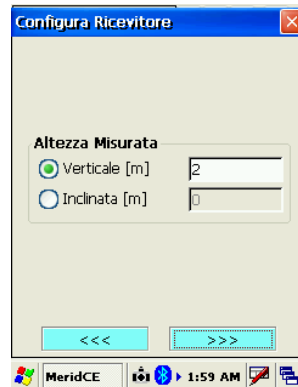 Configura Ricevitore
Altezza Misurata
Verticale [m] 2
Inclinata [m] 0
<<< >>>
MeridCE 1:59 AM